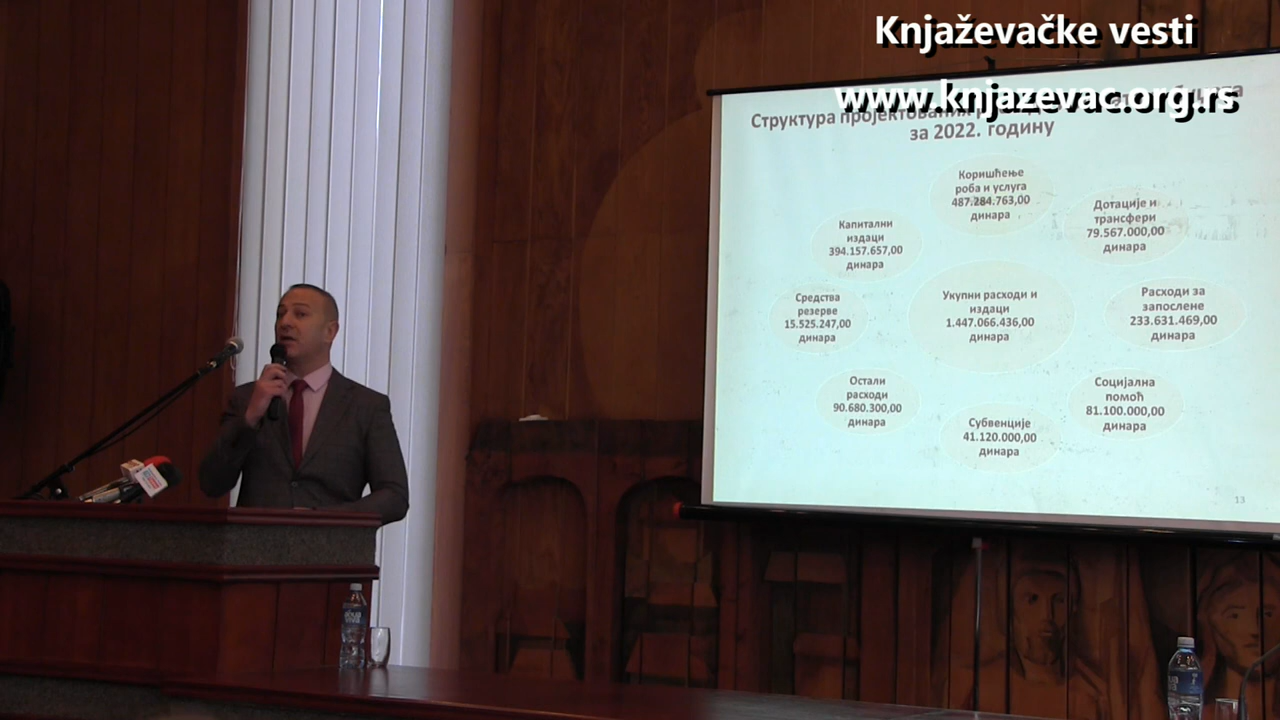 Knjaževačke vesti
www.knjazevac.org.rs
Структура пројектованих
за 2022. годину
Коришћење
роба и услуга
487.284.763,00
динара
Дотације и
трансфери
79.567.000,00
динара
Капитални
издаци
394.157.657,00
динара
Средства
резерве
15.525.247,00
динара
Укупни расходи и
издаци
1.447.066.436,00
динара
Расходи за
запослене
233.631.469,00
динара
Остали
расходи
90.680.300,00
динара
Субвенције
41.120.000,00
динара
Социјална
помоћ
81.100.000,00
динара
13